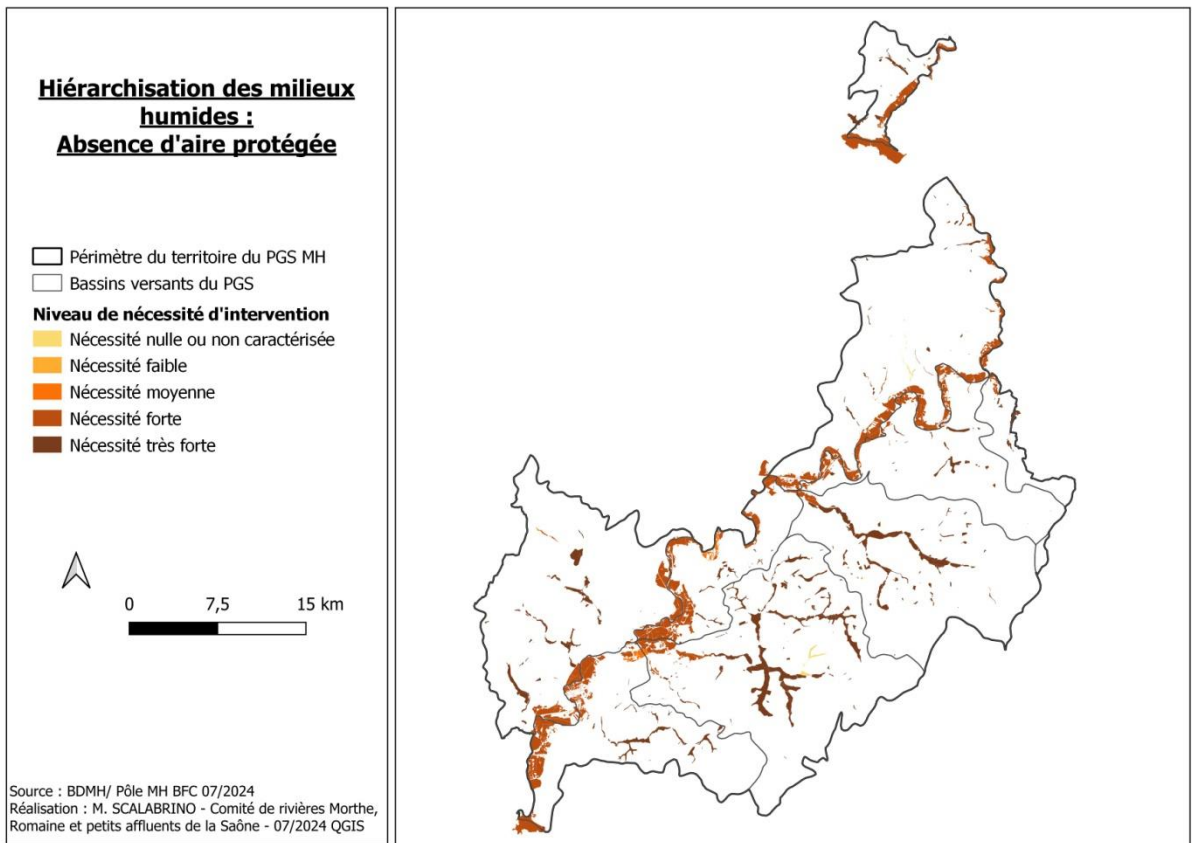 Hiérarchisation des milieux
humides :
Absence d'aire protégée
Périmètre du territoire du PGS MH
Bassins versants du PGS
Niveau de nécessité d'intervention
Nécessité nulle ou non caractérisée
Nécessité faible
Nécessité moyenne
Nécessité forte
Nécessité très forte
0 7,5 15 km
Source : BDMH/ Pôle MH BFC 07/2024
Réalisation : M. SCALABRINO - Comité de rivières Morthe,
Romaine et petits affluents de la Saône - 07/2024 QGIS